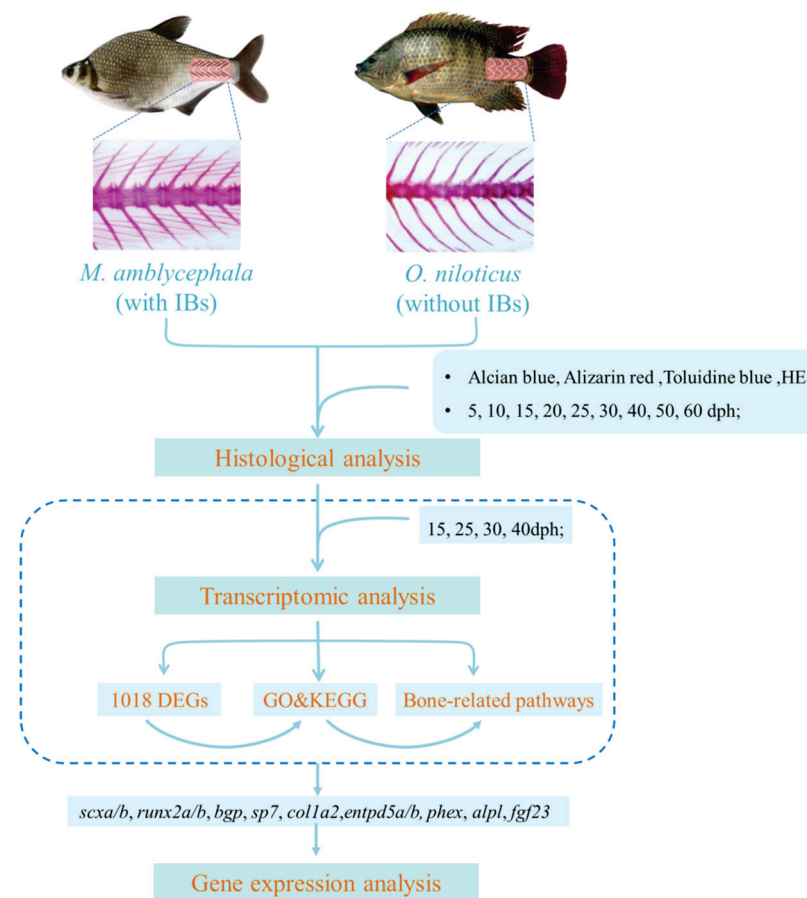 M. amblycephala
(with IBs)
O. niloticus
(without IBs)
• Alcian blue, Alizarin red ,Toluidine blue ,HE
• 5, 10, 15, 20, 25, 30, 40, 50, 60 dph;
Histological analysis
15, 25, 30, 40dph;
Transcriptomic analysis
1018 DEGs
GO&KEGG
Bone-related pathways
scxa/b, runx2a/b, bgp, sp7, col1a2,entpd5a/b, phex, alpl, fgf23
Gene expression analysis